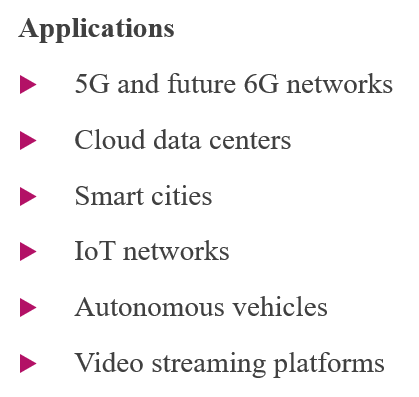 Applications
5G and future 6G networks
Cloud data centers
Smart cities
IoT networks
Autonomous vehicles
Video streaming platforms